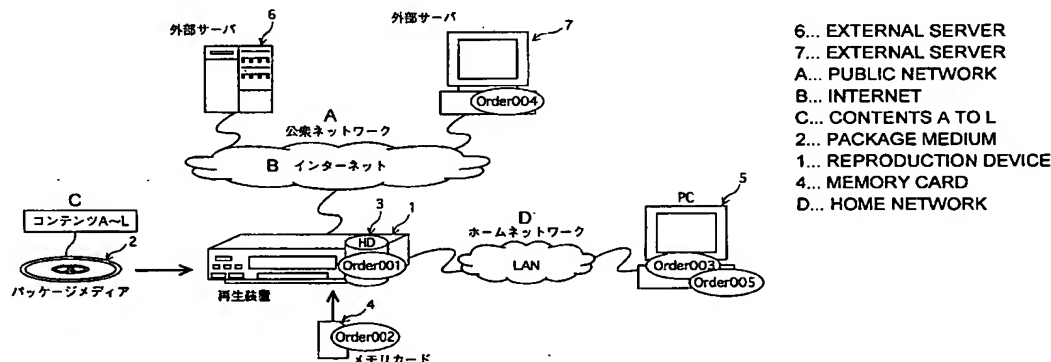 外部サーバ
6
外部サーバ
7
Order004
A
公衆ネットワーク
B インターネット
C
コンテンツA〜L
2
パッケージメディア
3
1
HD
Order001
再生装置
4
Order002
メモリカード
D
ホームネットワーク
LAN
PC
5
Order003
Order005
6... EXTERNAL SERVER
7... EXTERNAL SERVER
A... PUBLIC NETWORK
B... INTERNET
C... CONTENTS A TO L
2... PACKAGE MEDIUM
1... REPRODUCTION DEVICE
4... MEMORY CARD
D... HOME NETWORK